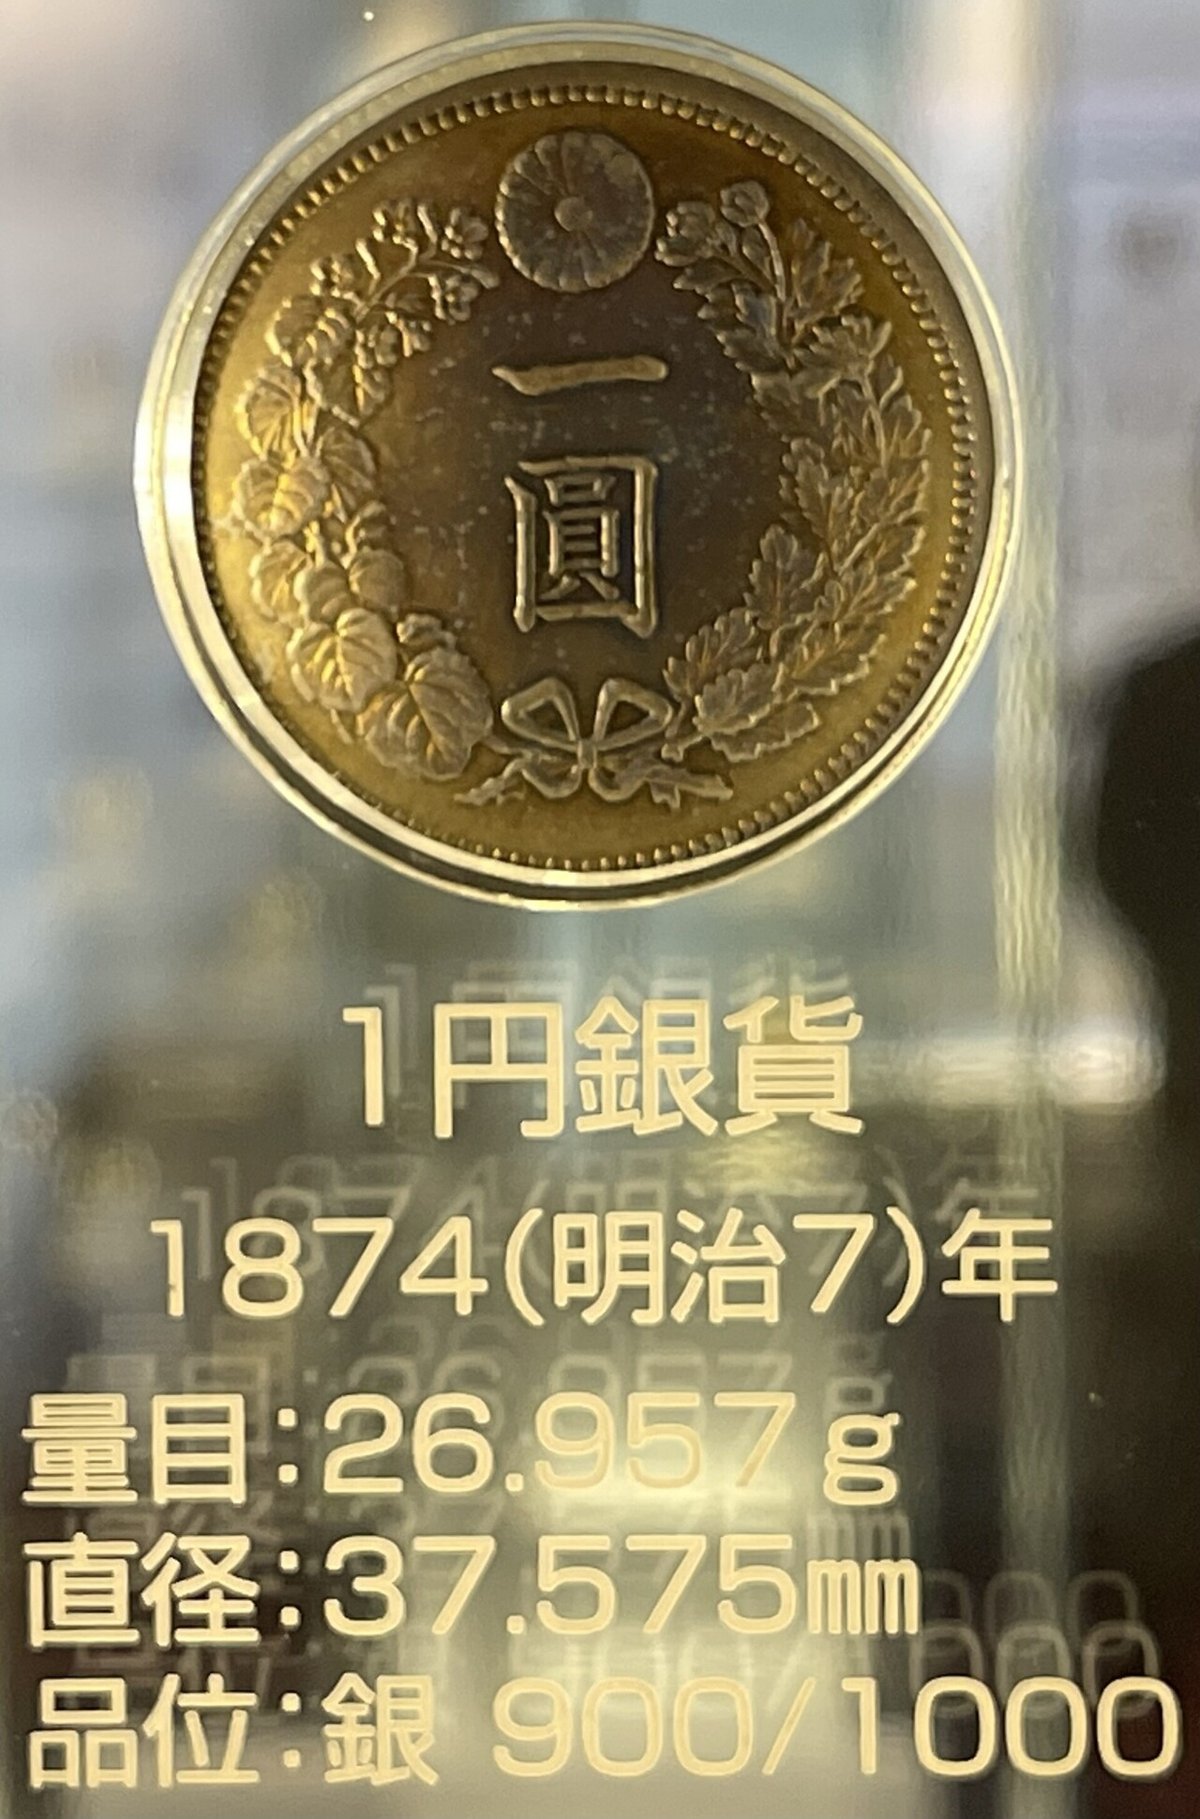 一
圓
1円銀貨
1874(明治7)年
量目:26.957g
直径:37.575㎜
品位:銀 900/1000